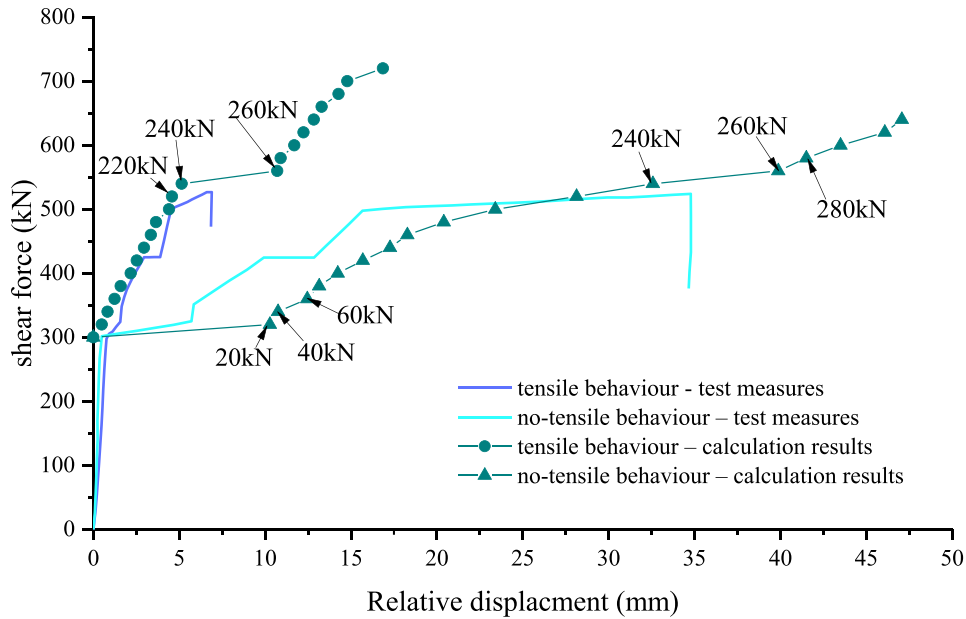 800
700
600
500
400
300
200
100
0
shear force (kN)
260kN
240kN
220kN
240kN
260kN
280kN
60kN
20kN
40kN
tensile behaviour - test measures
no-tensile behaviour – test measures
tensile behaviour – calculation results
no-tensile behaviour – calculation results
0 5 10 15 20 25 30 35 40 45 50
Relative displacment (mm)